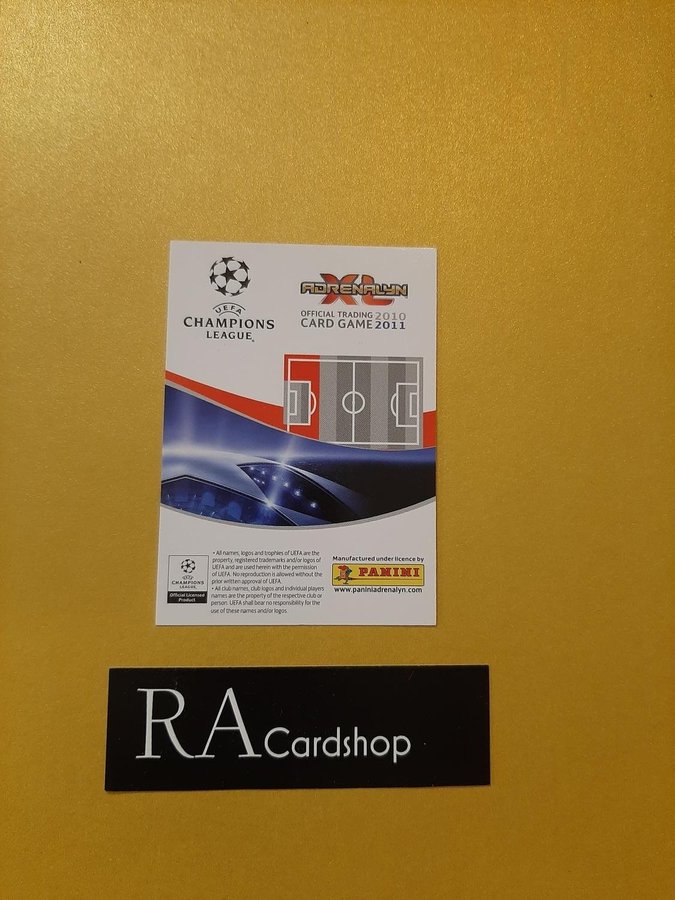 UEFA
CHAMPIONS
LEAGUE®
ADRENALYN
XL
OFFICIAL TRADING 2010
CARD GAME 2011
UEFA
CHAMPIONS
LEAGUE
Official Licensed
Product
• All names, logos and trophies of UEFA are the
property, registered trademarks and/or logos of
UEFA and are used herein with the permission
of UEFA. No reproduction is allowed without the
prior written approval of UEFA.
• All club names, club logos and individual players
names are the property of the respective club or
person. UEFA shall bear no responsibility for the
use of these names and/or logos.
Manufactured under licence by
PANINI
www.paniniadrenalyn.com
RA Cardshop